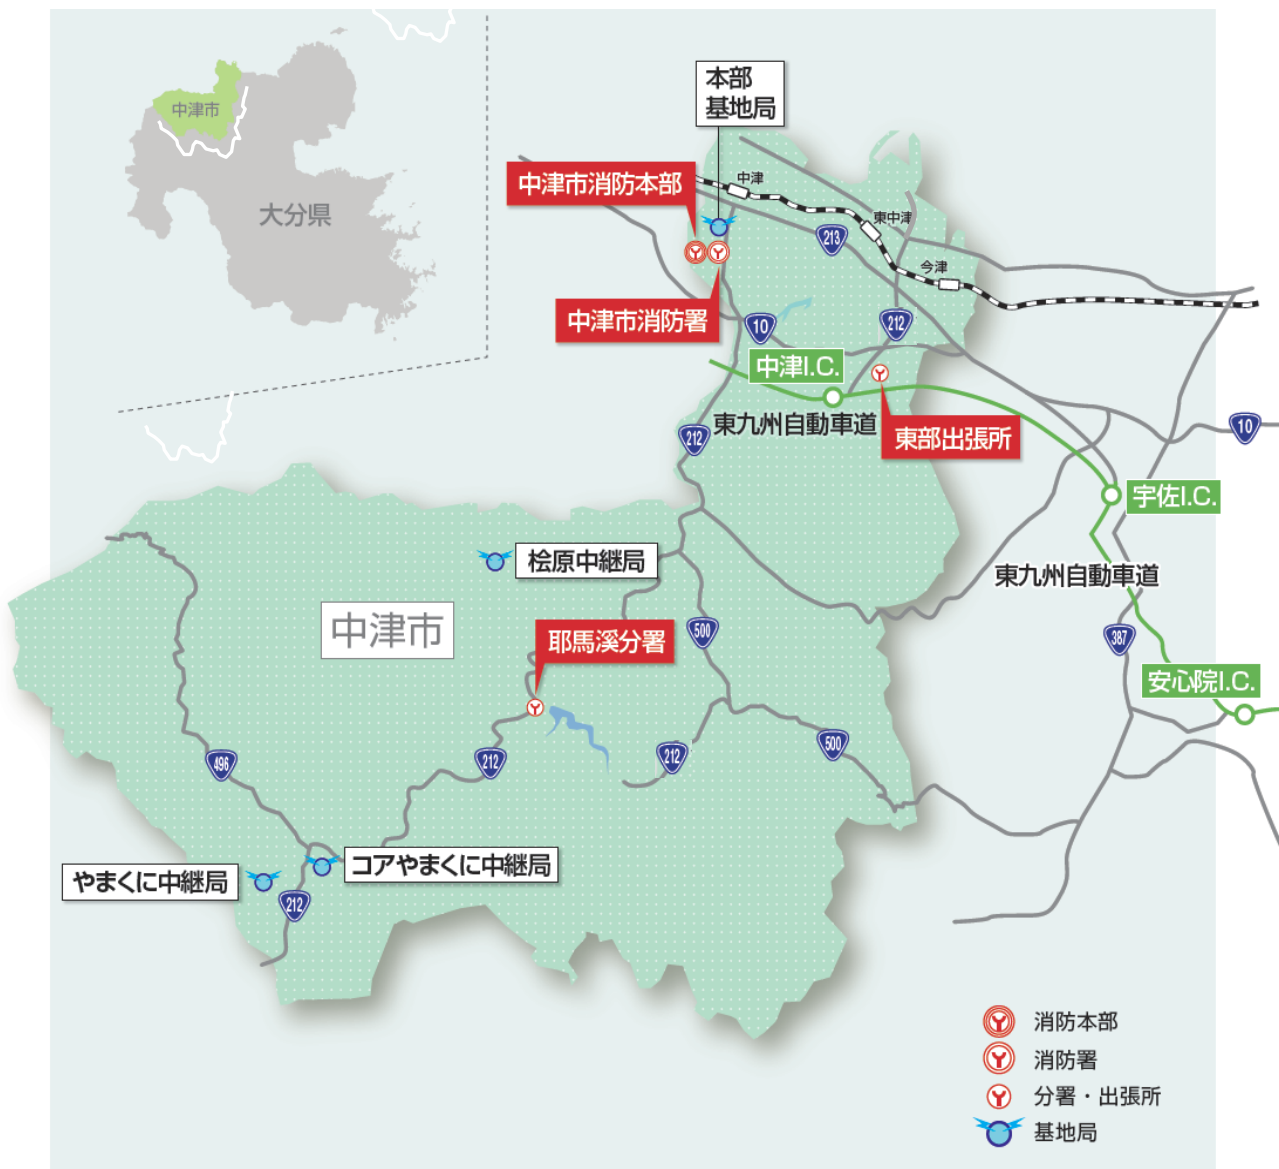 中津市
大分県
本部
基地局
中津市消防本部
中津
東中津
213
今津
中津市消防署
10
212
中津I.C.
東九州自動車道
東部出張所
212
10
宇佐I.C.
桧原中継局
東九州自動車道
中津市
耶馬溪分署
500
387
安心院I.C.
496
212
212
500
コアやまくに中継局
やまくに中継局
212
消防本部
消防署
分署・出張所
基地局